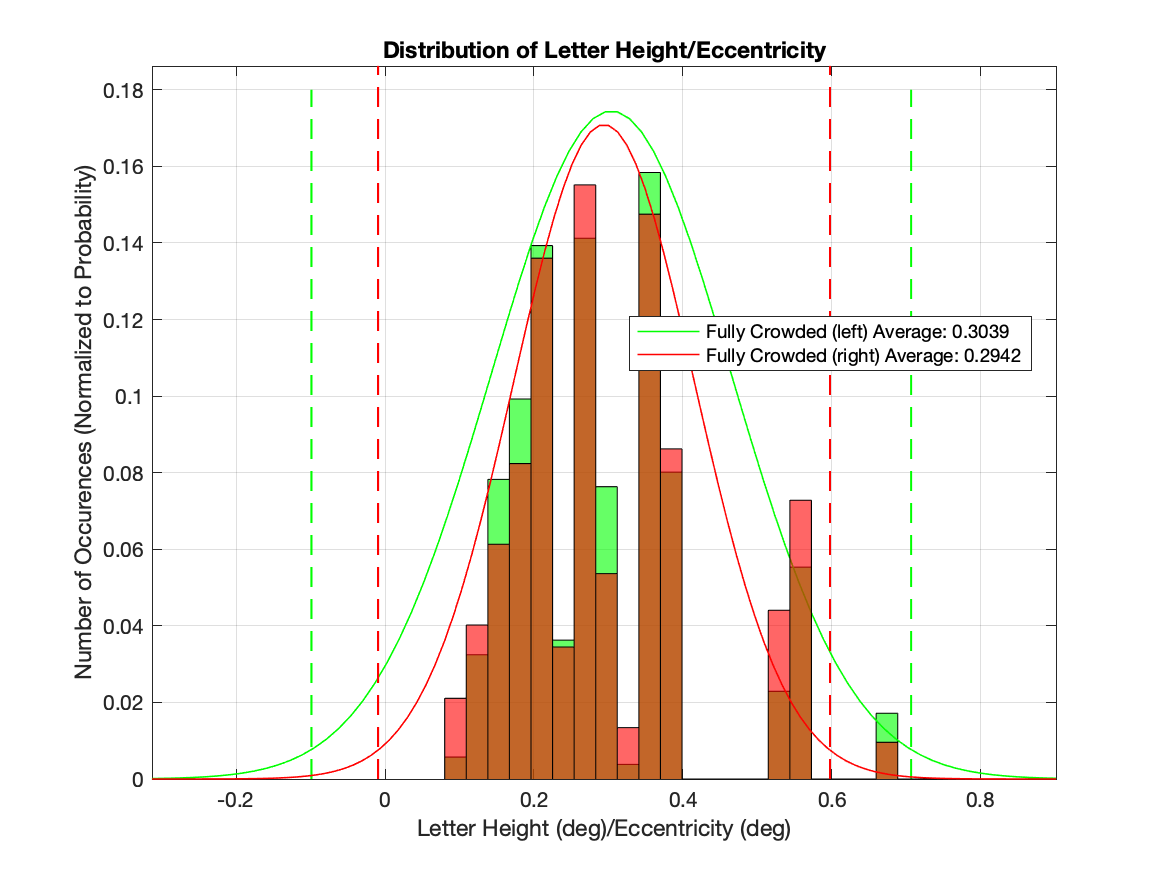 Distribution of Letter Height/Eccentricity
Number of Occurences (Normalized to Probability)
0.18
0.16
0.14
0.12
0.1
0.08
0.06
0.04
0.02
0
Fully Crowded (left) Average: 0.3039
Fully Crowded (right) Average: 0.2942
-0.2 0 0.2 0.4 0.6 0.8
Letter Height (deg)/Eccentricity (deg)